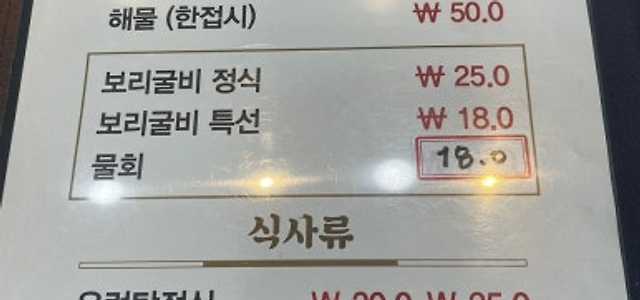 해물 (한접시) ₩ 50.0
보리굴비 정식 ₩ 25.0
보리굴비 특선 ₩ 18.0
물회 18.0
식사류